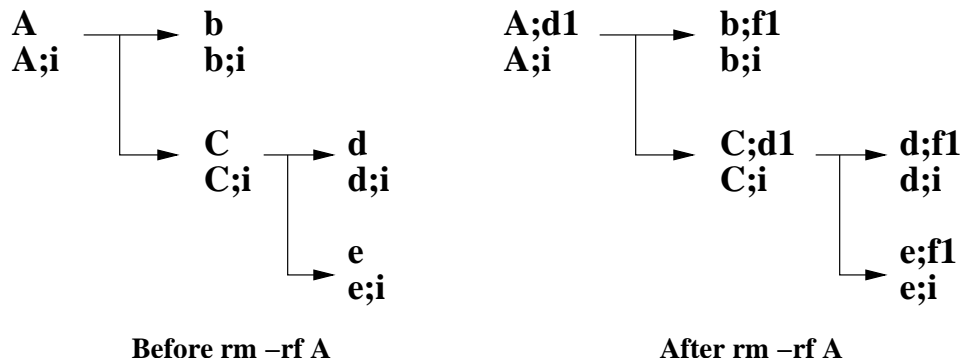 A
A;i
b
b;i
C
C;i
d
d;i
e
e;i
Before rm –rf A
A;d1
A;i
b;f1
b;i
C;d1
C;i
d;f1
d;i
e;f1
e;i
After rm –rf A